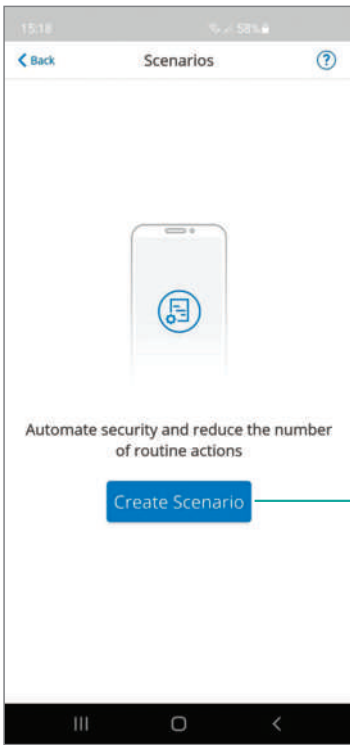 15:18 58%
Back Scenarios ?
Automate security and reduce the number
of routine actions
Create Scenario